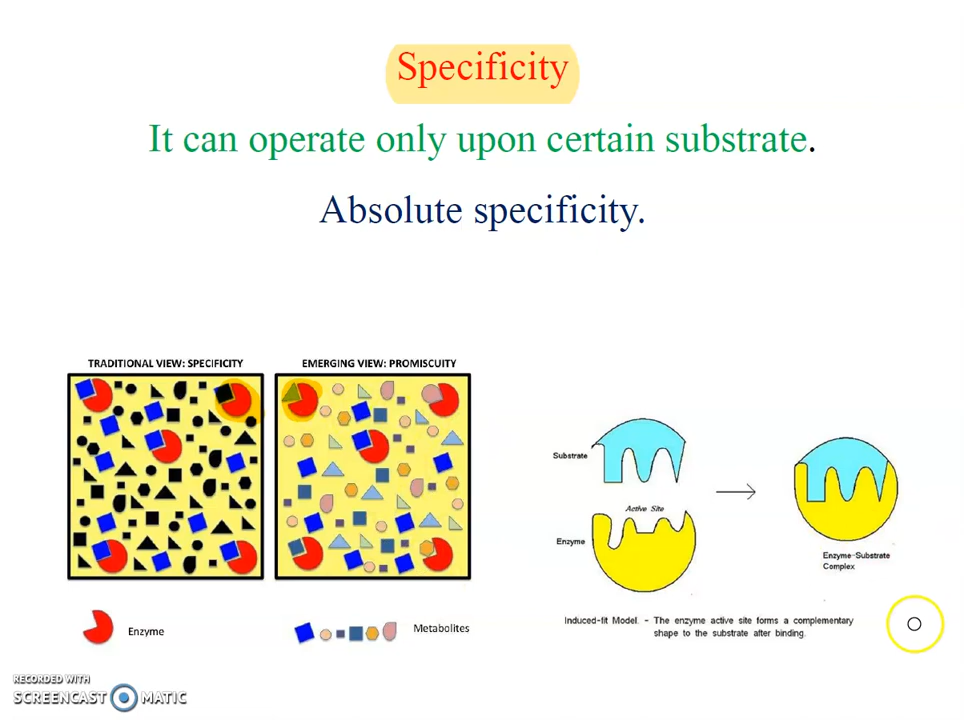 Specificity
It can operate only upon certain substrate.
Absolute specificity.
TRADITIONAL VIEW: SPECIFICITY
EMERGING VIEW: PROMISCUITY
Enzyme
Metabolites
Substrate
Active Site
Enzyme
Enzyme-Substrate
Complex
Induced-fit Model. - The enzyme active site forms a complementary
shape to the substrate after binding.
RECORDED WITH
SCREENCAST MATIC